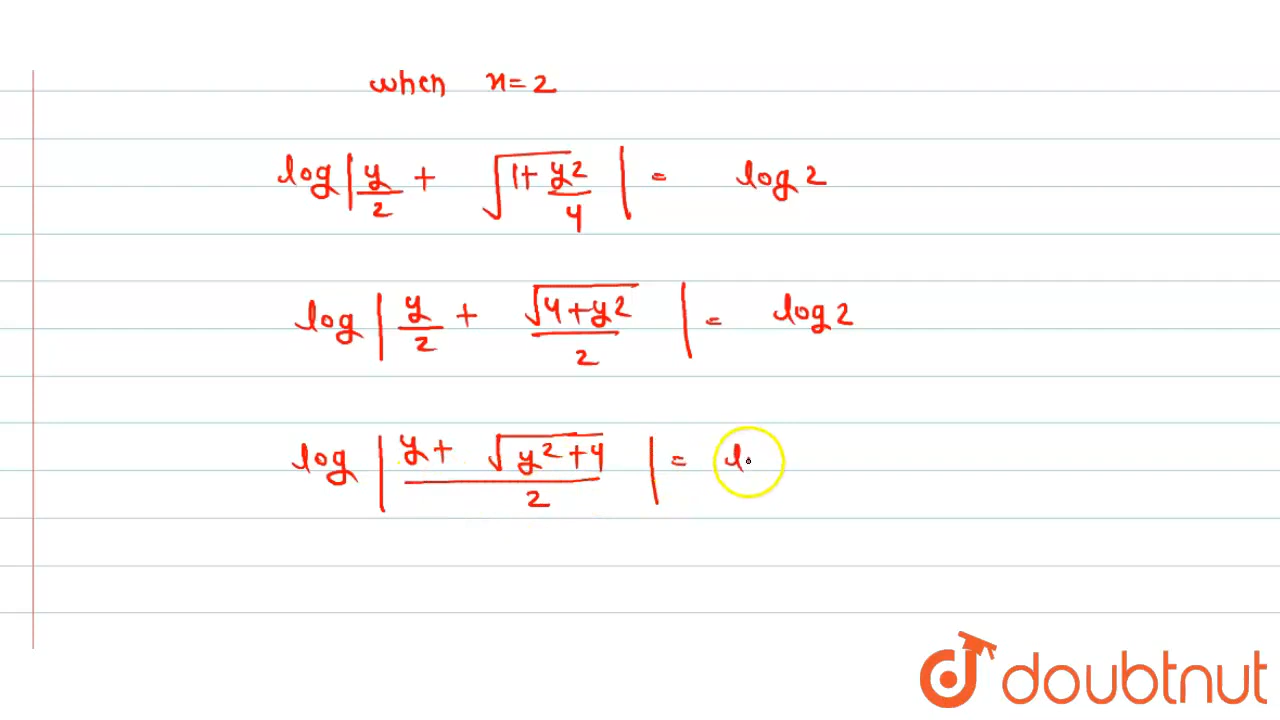 when x=2
log |y/2 + √(1+y2/4)| = log 2
log |y/2 + √(4+y2)/2| = log 2
log |(y+ √(y²+4))/2| = l
doubtnut